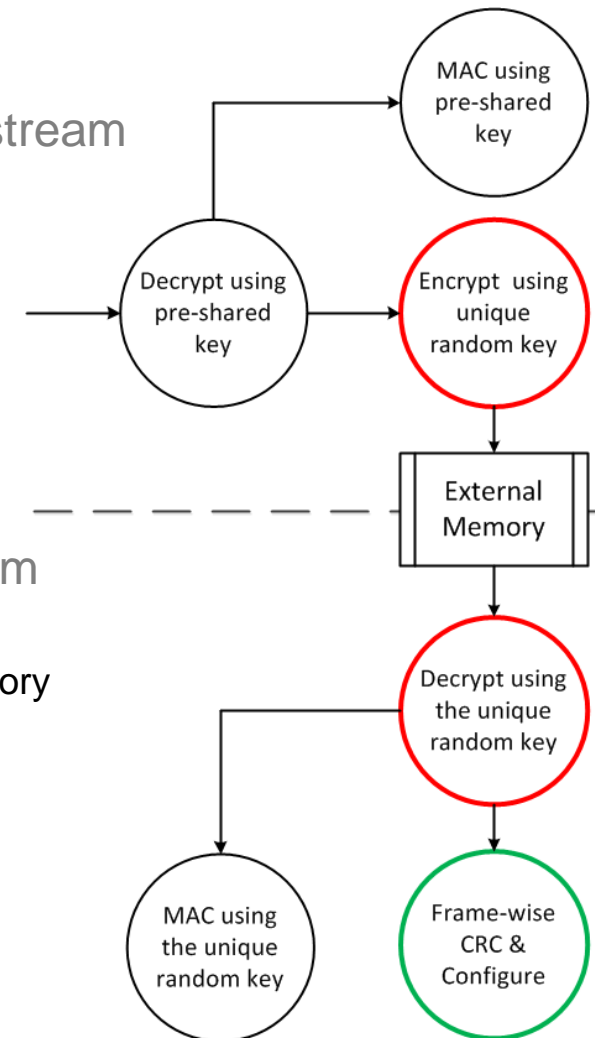 MAC using
pre-shared
key
stream
Decrypt using
pre-shared
key
Encrypt using
unique
random key
External
Memory
m
ory
Decrypt using
the unique
random key
MAC using
the unique
random key
Frame-wise
CRC &
Configure